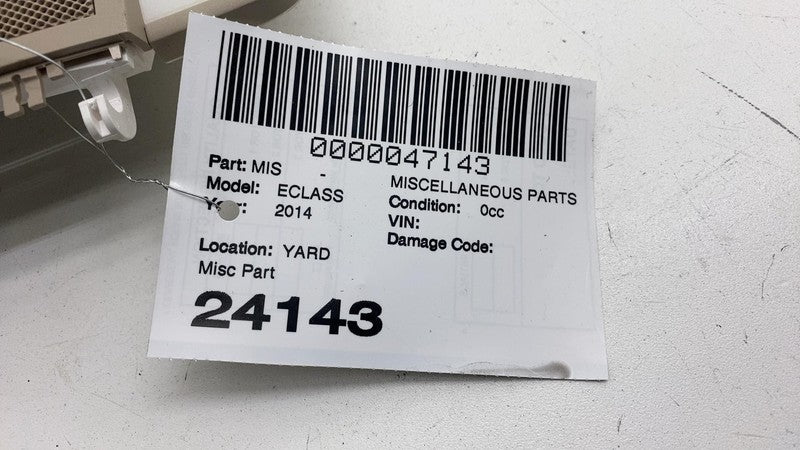 0000047143
Part: MIS - MISCELLANEOUS PARTS
Model: ECLASS Condition: 0cc
2014 VIN:
Damage Code:
Location: YARD
Misc Part
24143